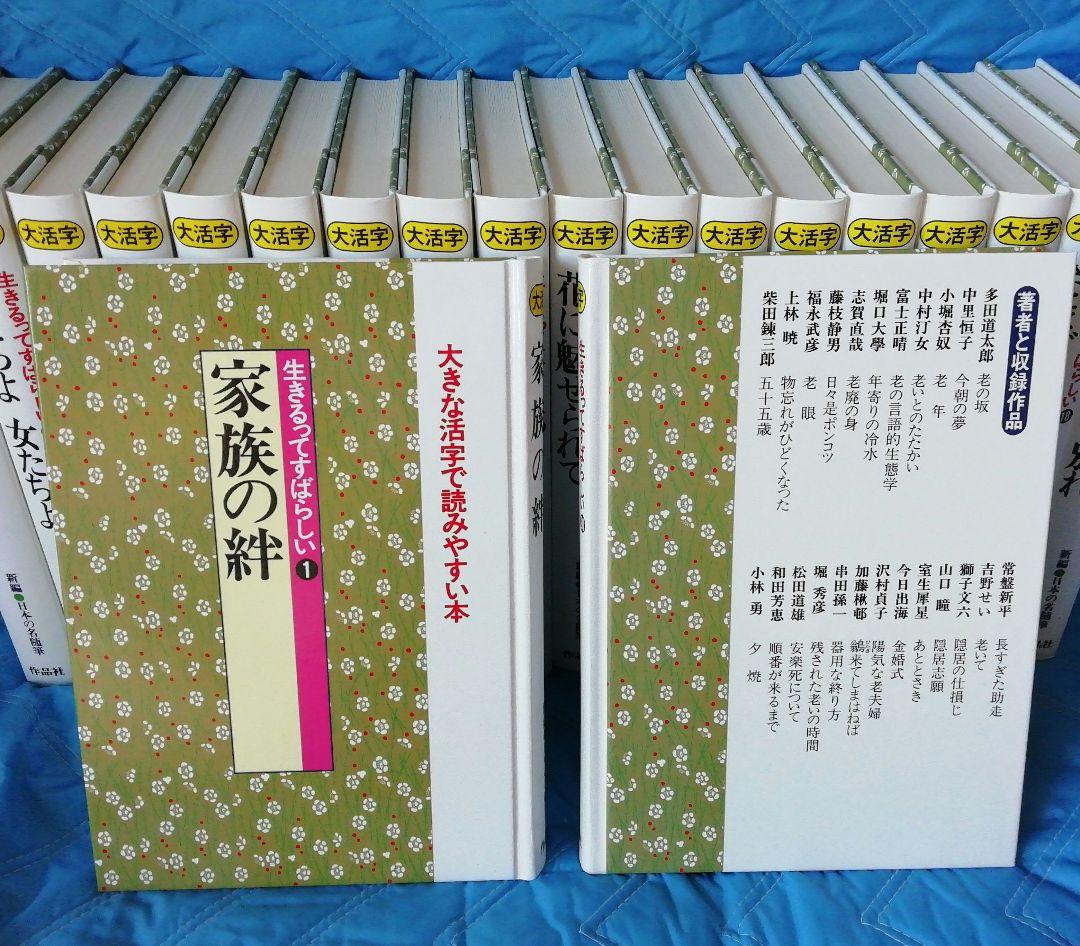 大活字
大活字
大活字
大活字
大活字
大活字
大活字
大活字
大活字
大活字
大活字
大活字
大活字
大活字
生きるってすばらしい
女たちよ
新編●日本の名随筆
作品社
生きるってすばらしい 1
家族の絆
大きな活字で読みやすい本
家族の絆
花に魅せられて
著者と収録作品
多田道太郎 老の坂
中里恒子 今朝の夢
小堀杏奴 老年
中村汀女 老いとのたたかい
富士正晴 老の言語的生態学
堀口大學 年寄りの冷水
志賀直哉 老廃の身
藤枝静男 日々是ポンコツ
福永武彦 老眼
上林暁 物忘れがひどくなつた
柴田錬三郎 五十五歳
常盤新平 長すぎた助走
吉野せい 老いて
獅子文六 隠居の仕損じ
山口瞳 隠居志願
室生犀星 あととさき
今日出海 金婚式
沢村貞子 陽気な老夫婦
加藤楸邨 鵜来てしまはねば
串田孫一 器用な終り方
堀秀彦 残された老いの時間
松田道雄 安楽死について
和田芳恵 順番が来るまで
小林勇 夕焼
新編●日本の名随筆
作品社